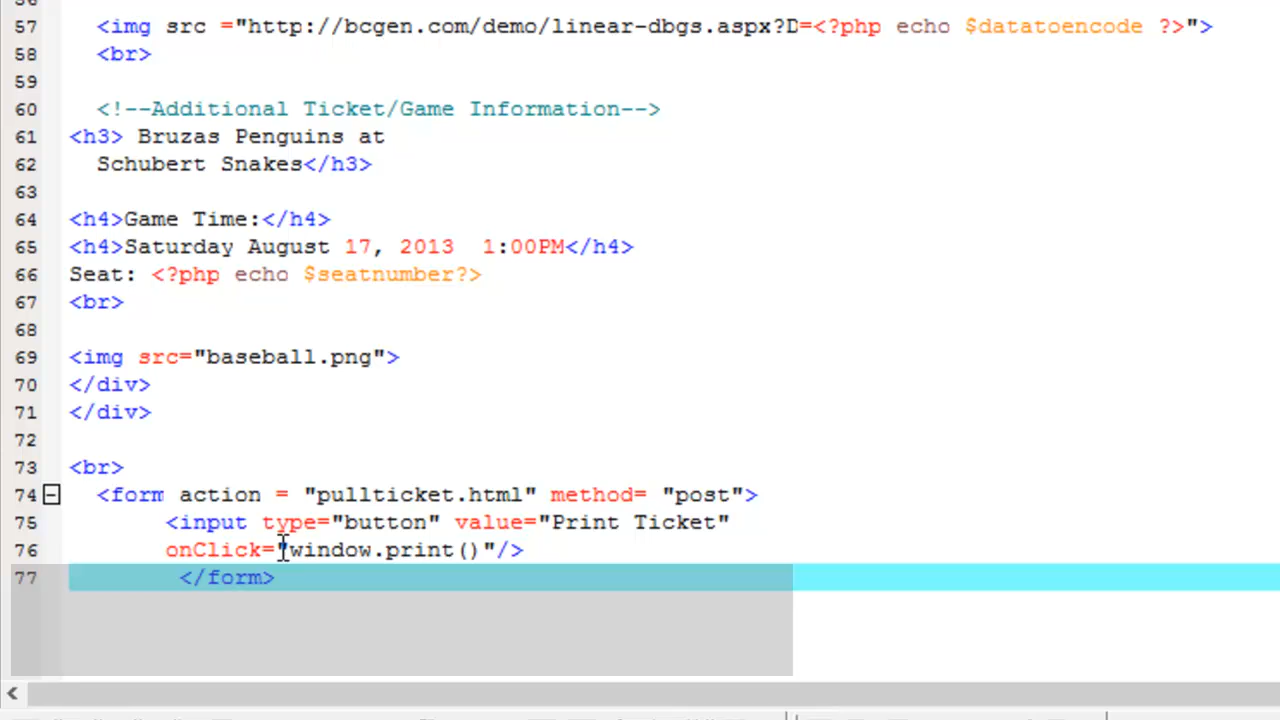 57 <img src ="http://bcgen.com/demo/linear-dbgs.aspx?D=<?php echo $datatoencode ?>">
58 <br>
59
60 <!--Additional Ticket/Game Information-->
61 <h3> Bruzas Penguins at
62 Schubert Snakes</h3>
63
64 <h4>Game Time:</h4>
65 <h4>Saturday August 17, 2013  1:00PM</h4>
66 Seat: <?php echo $seatnumber?>
67 <br>
68
69 <img src="baseball.png">
70 </div>
71 </div>
72
73 <br>
74 <form action = "pullticket.html" method= "post">
75 <input type="button" value="Print Ticket"
76 onClick="window.print()"/>
77 </form>